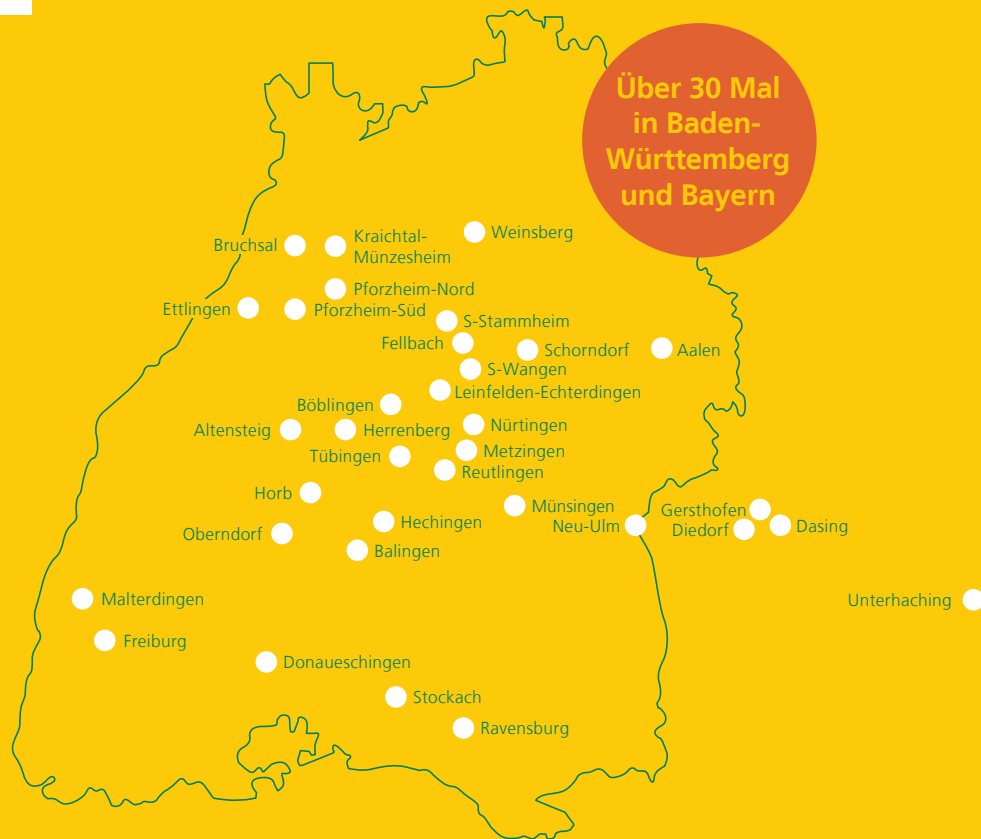 Über 30 Mal
in Baden-
Württemberg
und Bayern
Weinsberg
Bruchsal
Kraichtal-
Münzesheim
Pforzheim-Nord
Ettlingen
Pforzheim-Süd
S-Stammheim
Fellbach
Schorndorf
Aalen
S-Wangen
Leinfelden-Echterdingen
Böblingen
Altensteig
Herrenberg
Nürtingen
Tübingen
Metzingen
Reutlingen
Horb
Münsingen
Gersthofen
Hechingen
Neu-Ulm
Diedorf
Dasing
Oberndorf
Balingen
Malterdingen
Unterhaching
Freiburg
Donaueschingen
Stockach
Ravensburg